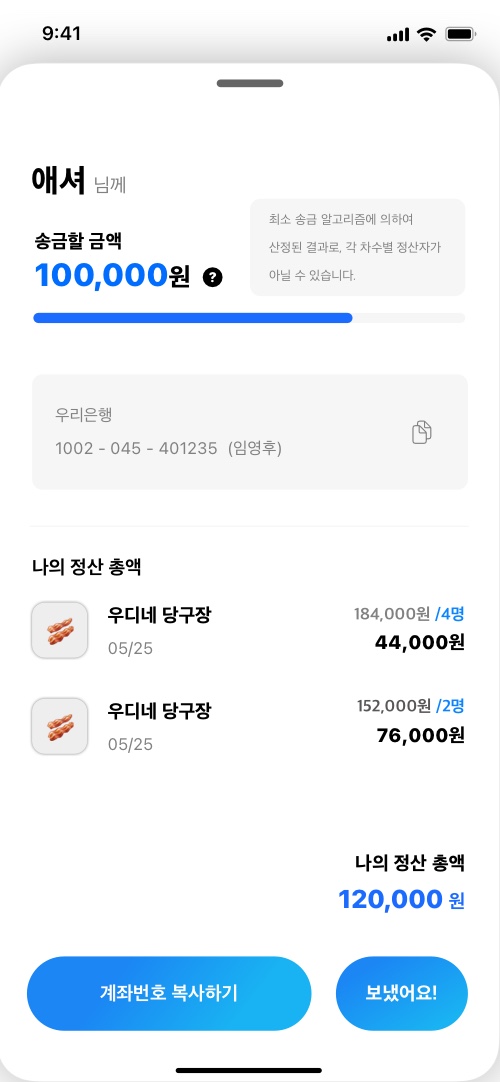 9:41
애셔 님께
송금할 금액
100,000원 ?
최소 송금 알고리즘에 의하여
산정된 결과로, 각 차수별 정산자가
아닐 수 있습니다.
우리은행
1002 - 045 - 401235 (임영후)
나의 정산 총액
우디네 당구장
184,000원 /4명
05/25
44,000원
우디네 당구장
152,000원 /2명
05/25
76,000원
나의 정산 총액
120,000 원
계좌번호 복사하기
보냈어요!